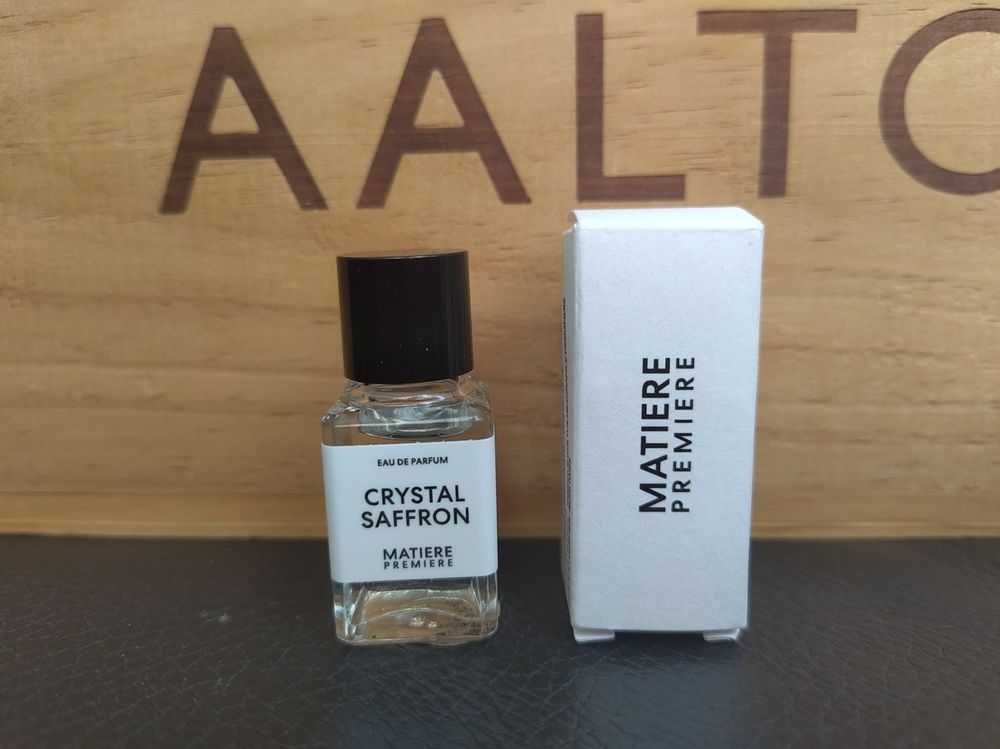 AALTO
EAU DE PARFUM
CRYSTAL
SAFFRON
MATIERE
PREMIERE
MATIERE
PREMIERE